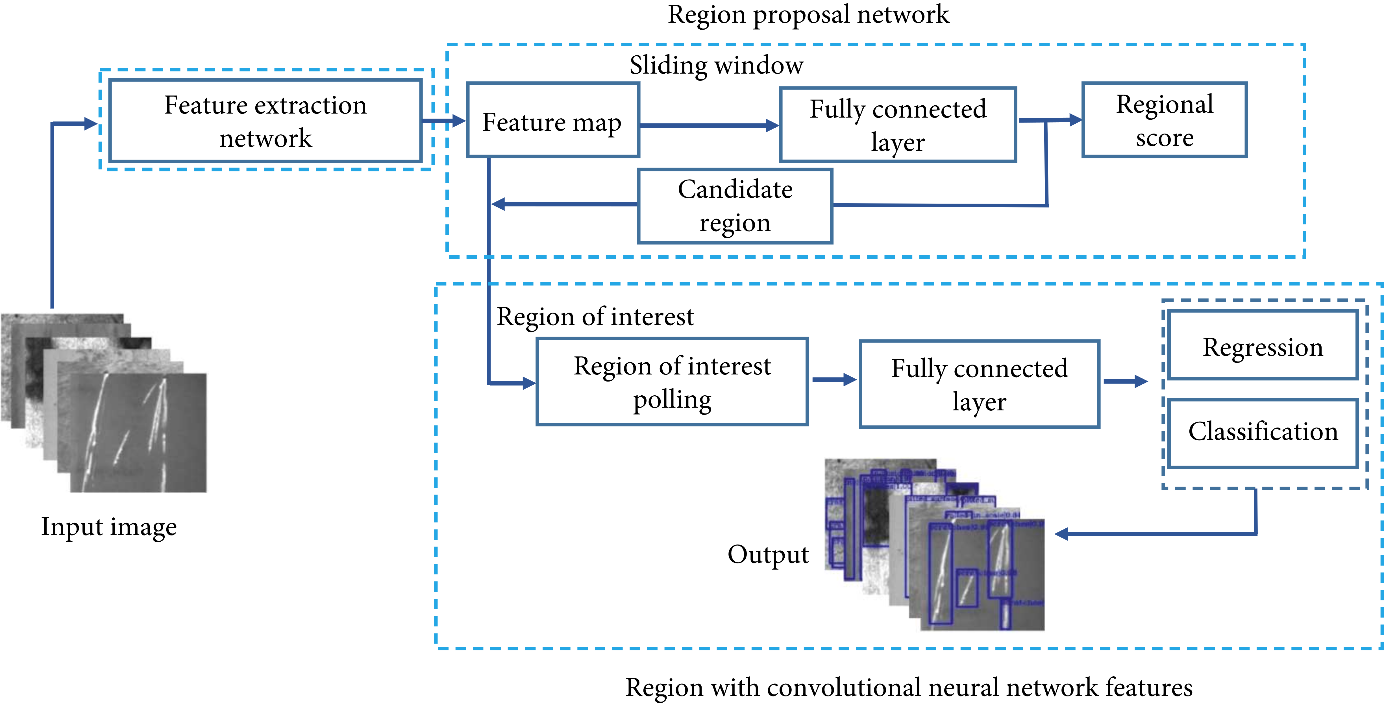 Region proposal network
Sliding window
Feature extraction
network
Feature map
Fully connected
layer
Regional
score
Candidate
region
Region of interest
Region of interest
polling
Fully connected
layer
Regression
Classification
Input image
Output
Region with convolutional neural network features